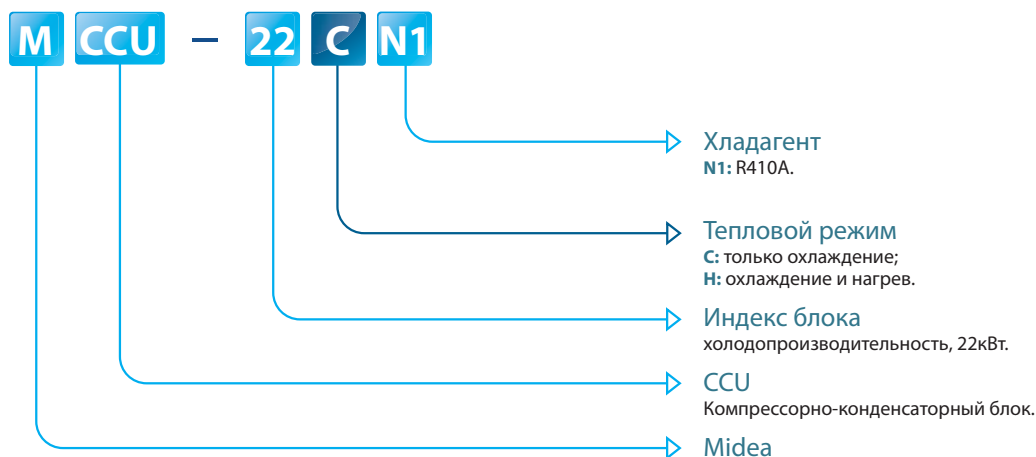 M CCU – 22 C N1
Хладагент
N1: R410A.
Тепловой режим
С: только охлаждение;
Н: охлаждение и нагрев.
Индекс блока
холодопроизводительность, 22кВт.
CCU
Компрессорно-конденсаторный блок.
Midea